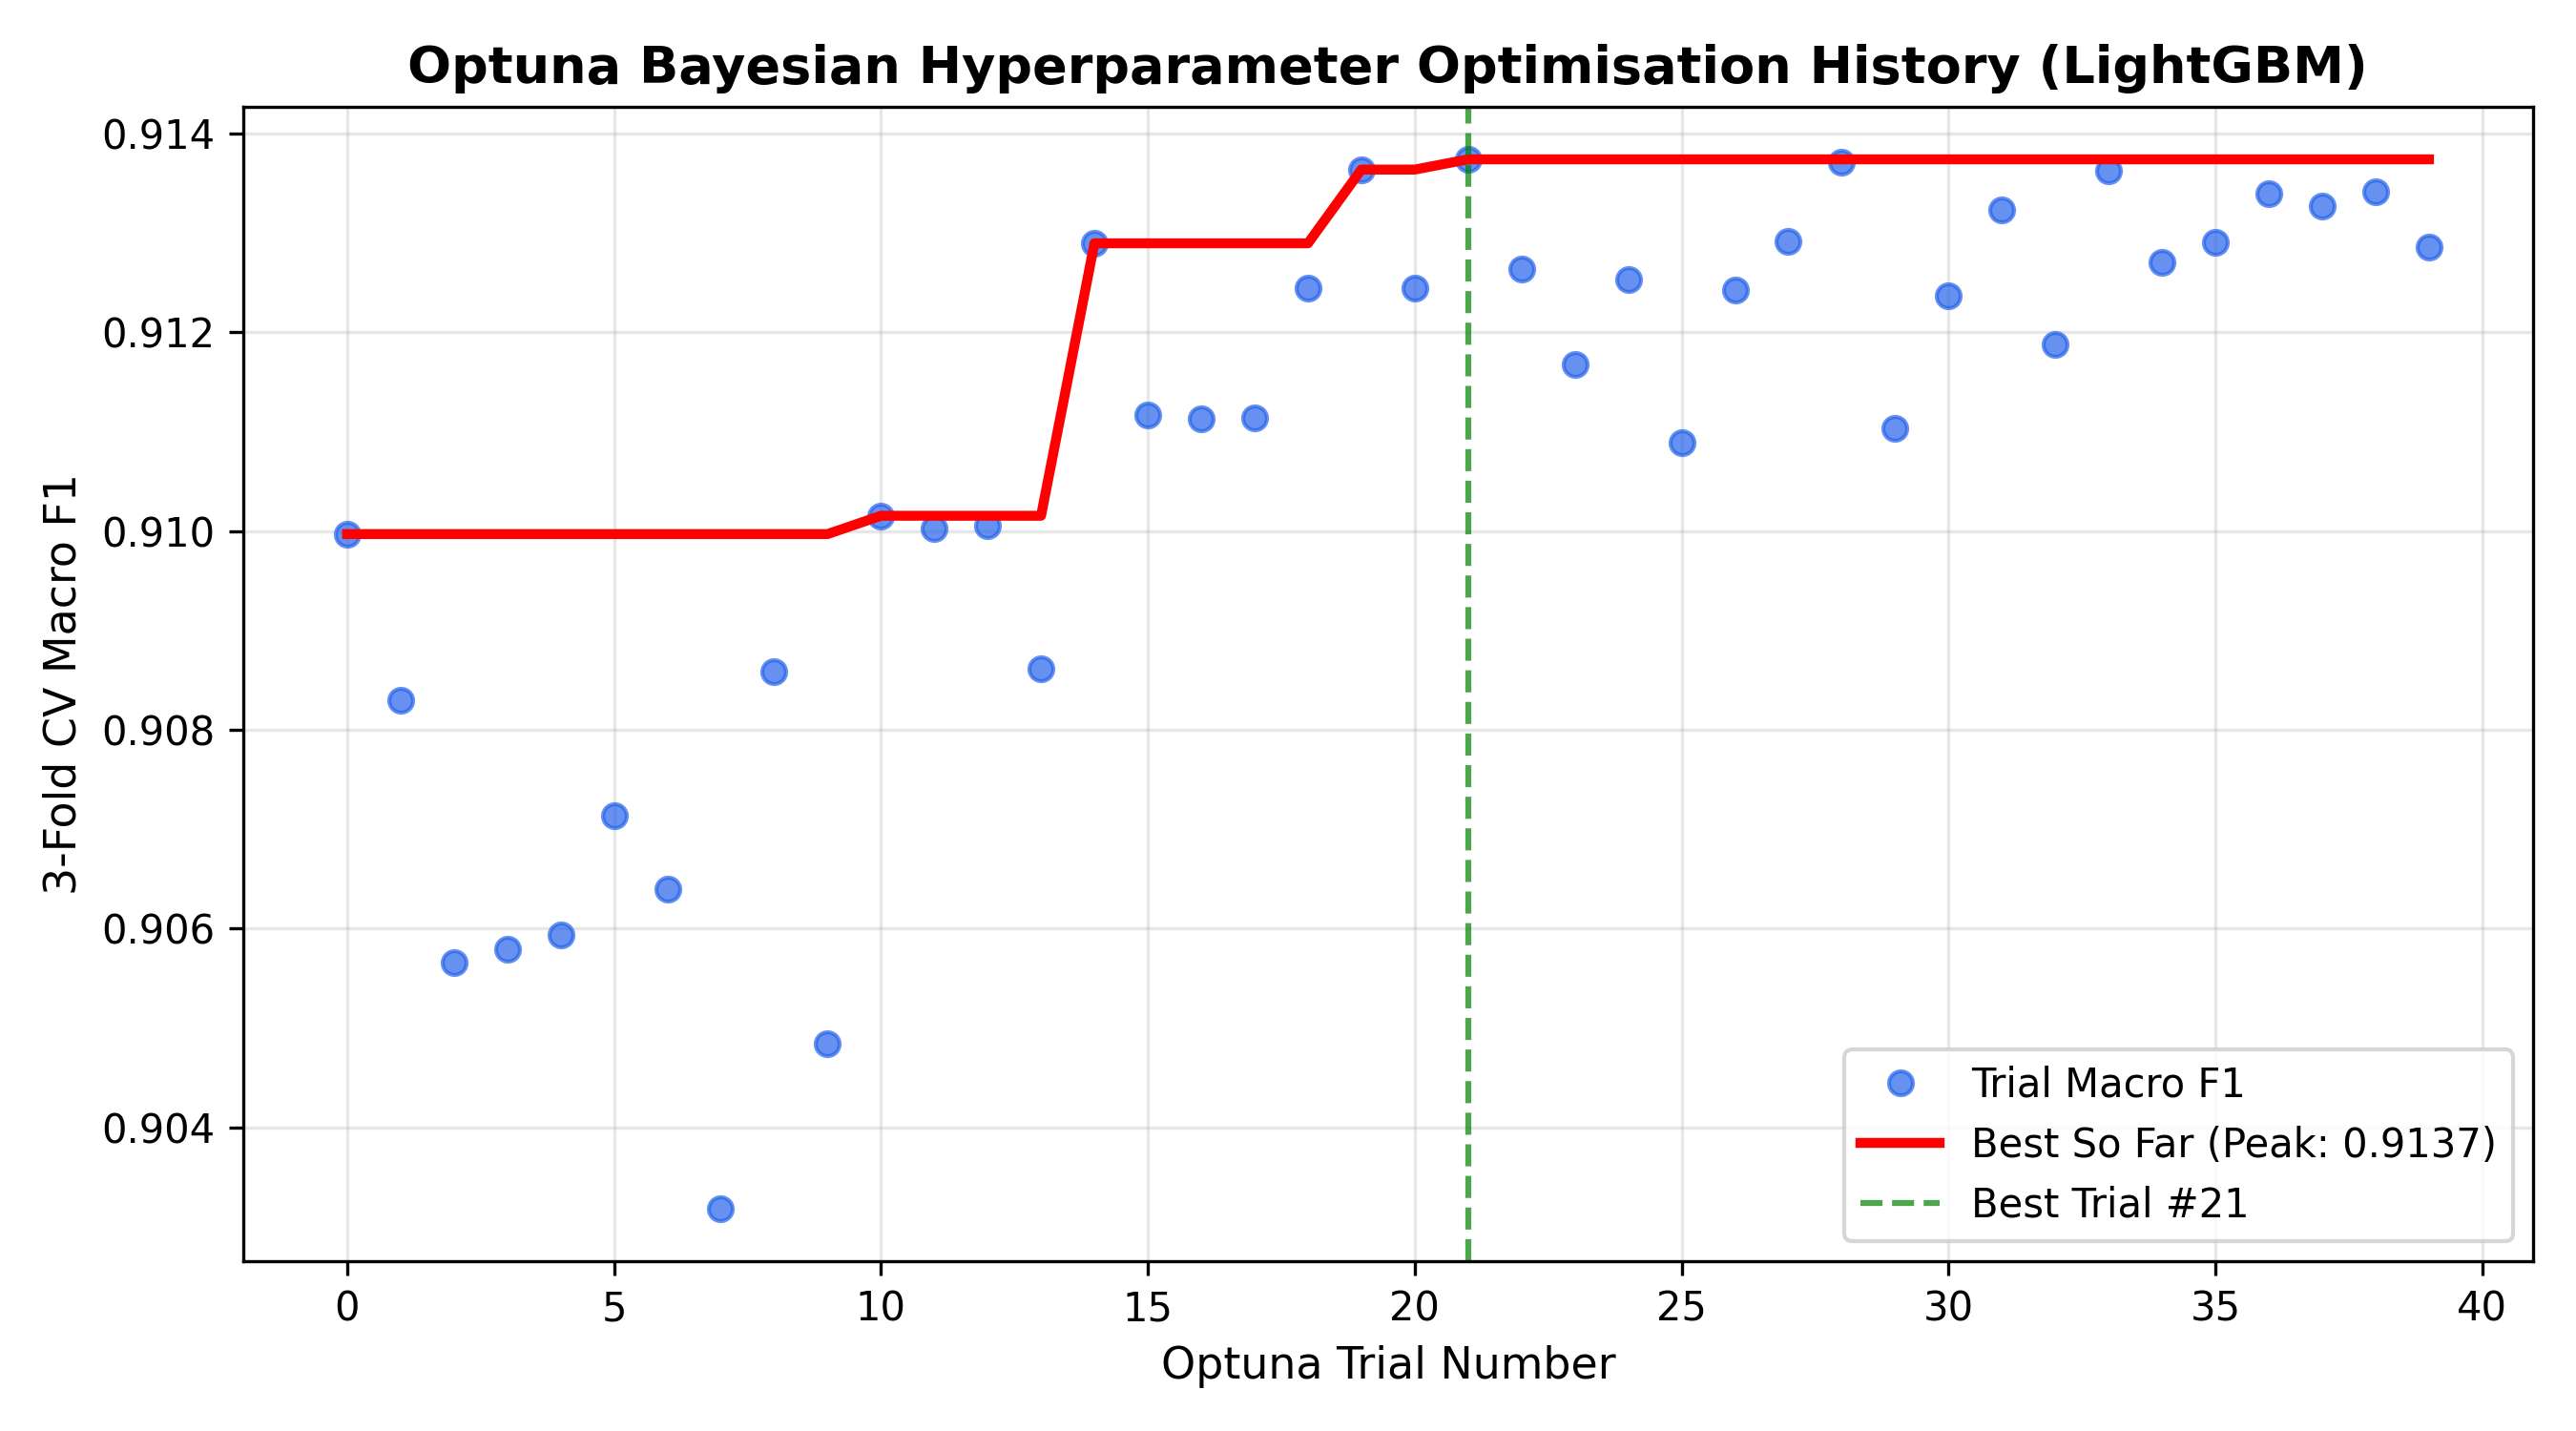 Optuna Bayesian Hyperparameter Optimisation History (LightGBM)
3-Fold CV Macro F1
0.914
0.912
0.910
0.908
0.906
0.904
Trial Macro F1
Best So Far (Peak: 0.9137)
Best Trial #21
0 5 10 15 20 25 30 35 40
Optuna Trial Number